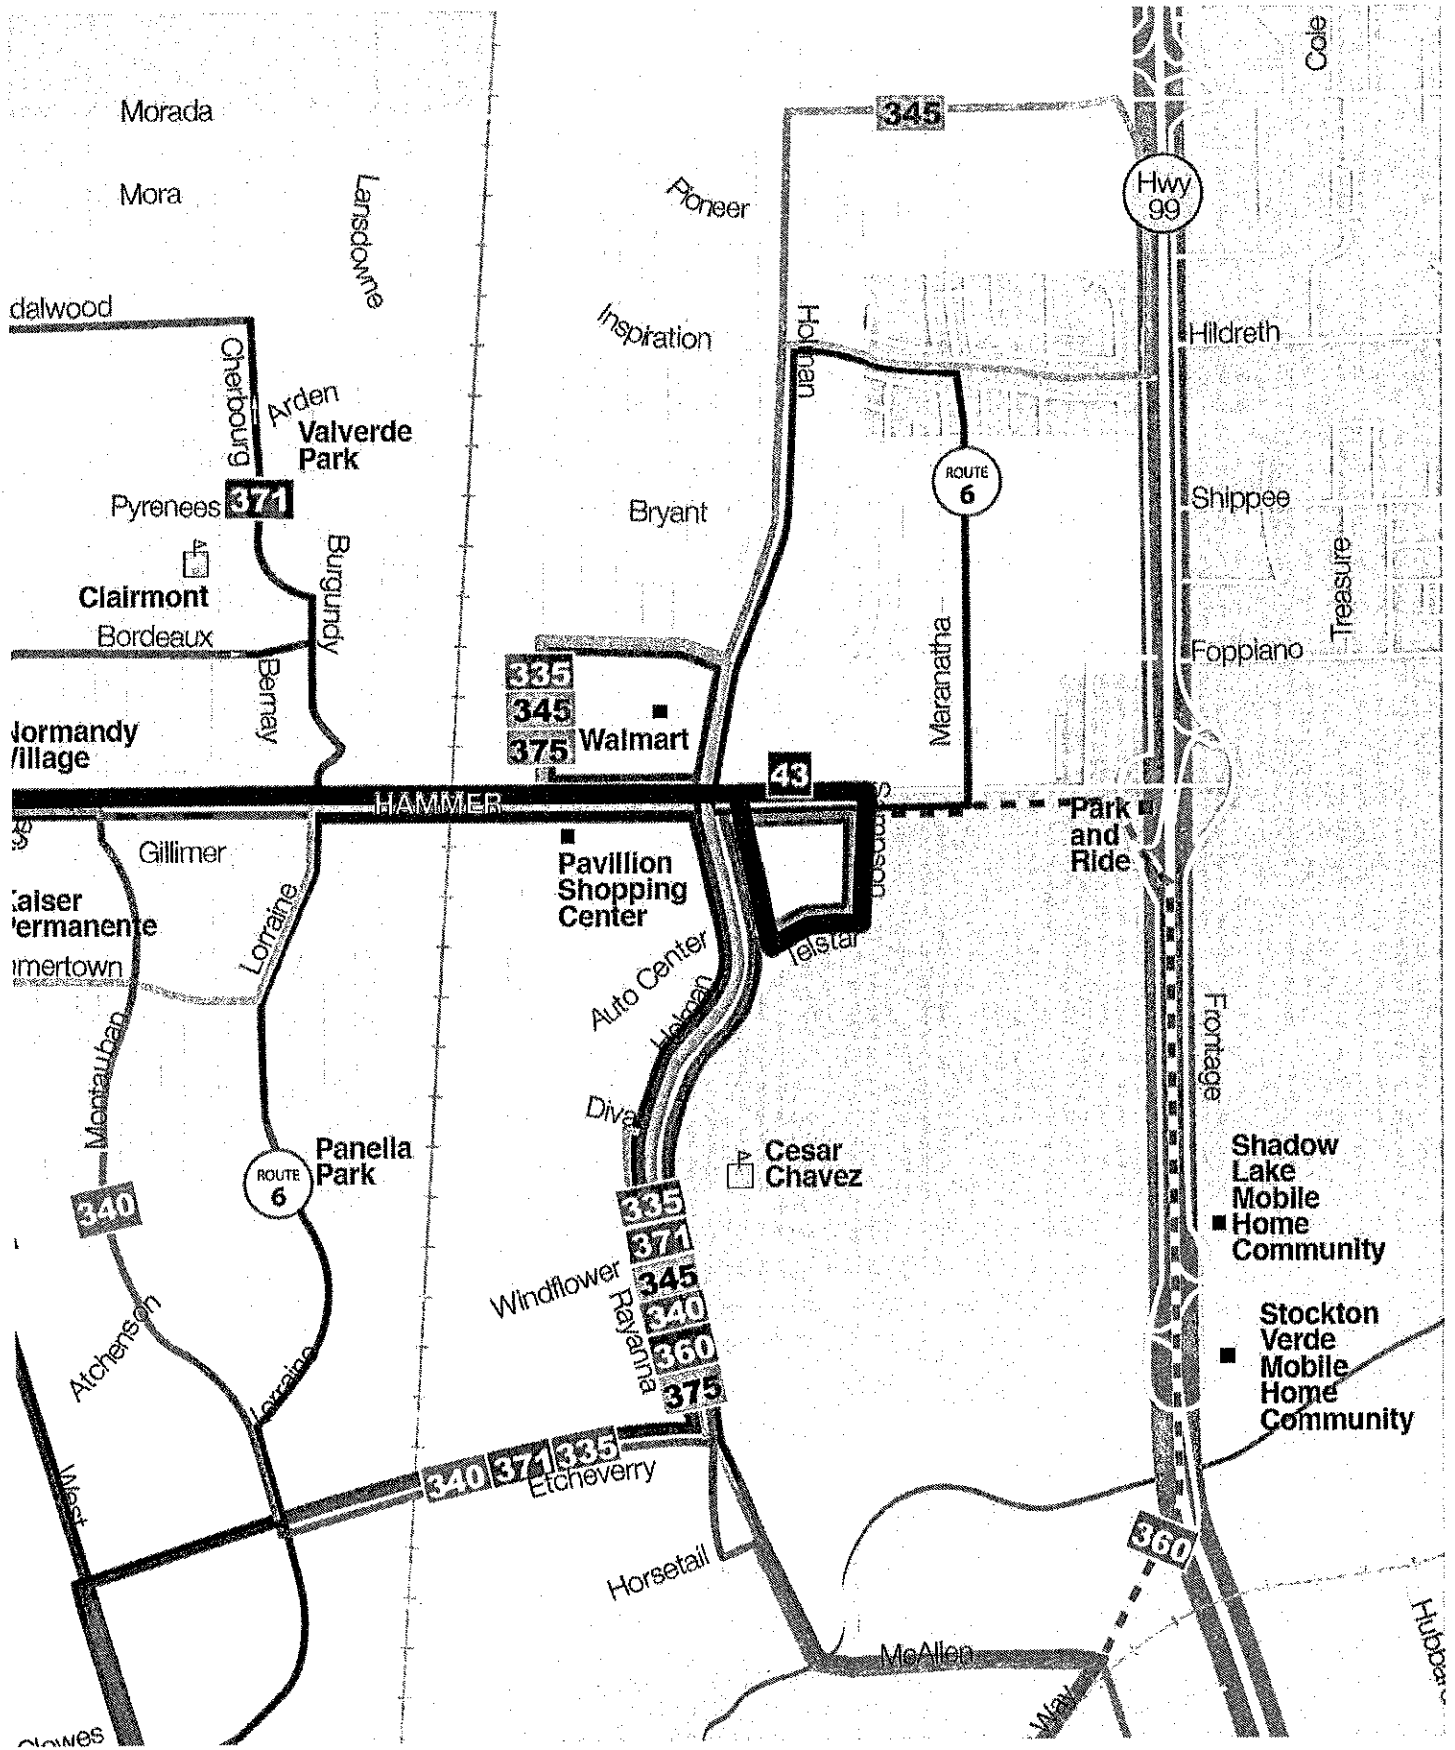 Cole
Morada
345
Mora
Lansdowne
Pioneer
Hwy
99
dalwood
Inspiration
Holman
Hildreth
Cherbourg
Arden
Valverde
Park
ROUTE
6
Pyrenees
371
Bryant
Shippee
Burgundy
Treasure
Clairmont
Bordeaux
Foppiano
Bernay
335
345
375
Walmart
Maranatha
Normandy
Village
43
HAMMER
Samson
Park
and
Ride
Gillimer
Pavillion
Shopping
Center
Kaiser
Permanente
Lorraine
Telstar
mertown
Auto Center
Holman
Frontage
Montauban
Diva
Panella
Park
ROUTE
6
Cesar
Chavez
Shadow
Lake
Mobile
Home
Community
340
335
371
345
340
360
375
Windflower
Rayanna
Atchenson
Stockton
Verde
Mobile
Home
Community
Lorraine
340
371
335
Etcheverry
West
360
Horsetail
McAllen
Way
Clowes